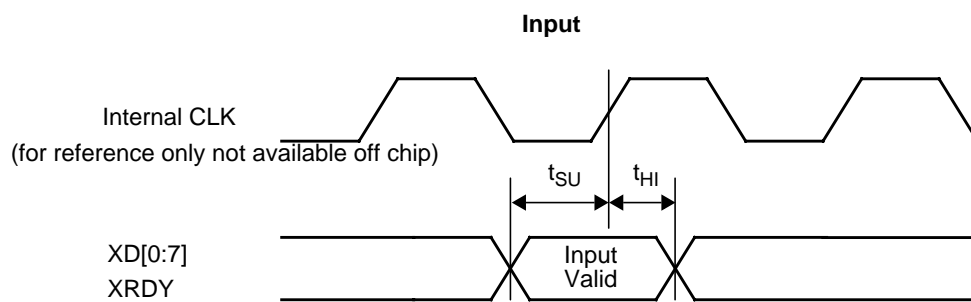 Input
Internal CLK
(for reference only not available off chip)
tSU
tHI
XD[0:7]
XRDY
Input
Valid